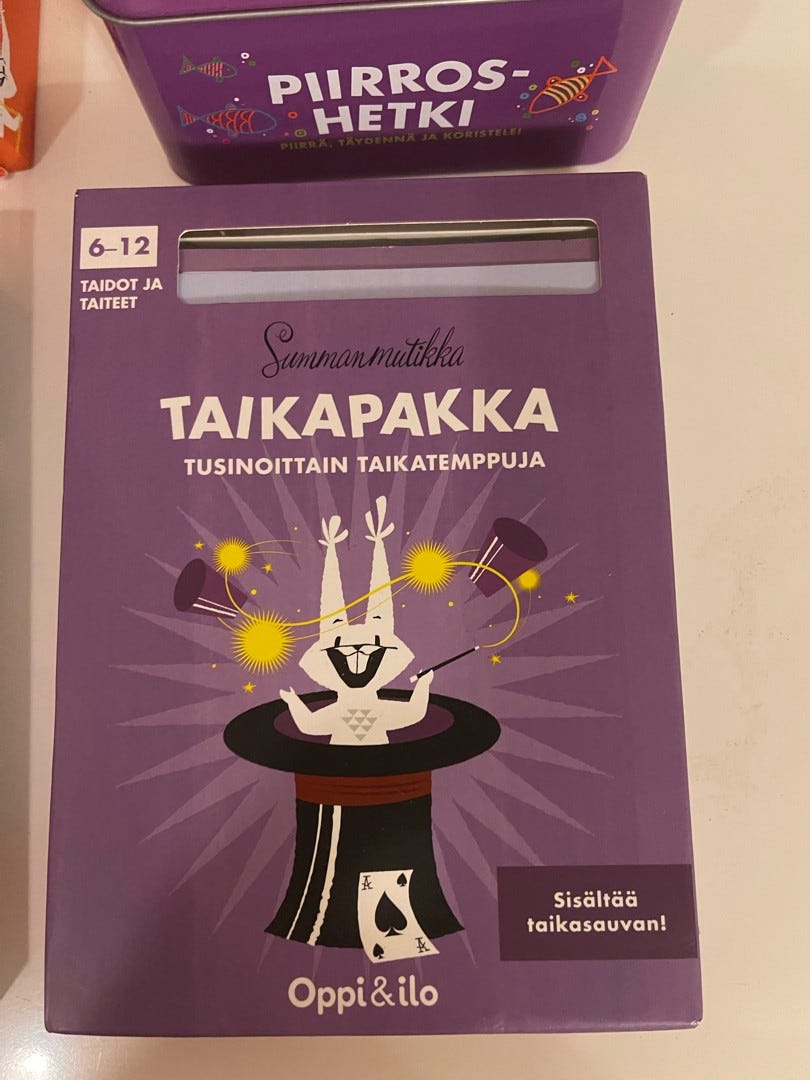 PIIRROS-
HETKI
PIIRRÄ, TÄYDENNÄ JA KORISTELE!
6–12
TAIDOT JA
TAITEET
Summanmutikka
TAIKAPAKKA
TUSINOITTAIN TAIKATEMPPUJA
A
A
Sisältää
taikasauvan!
Oppi&ilo